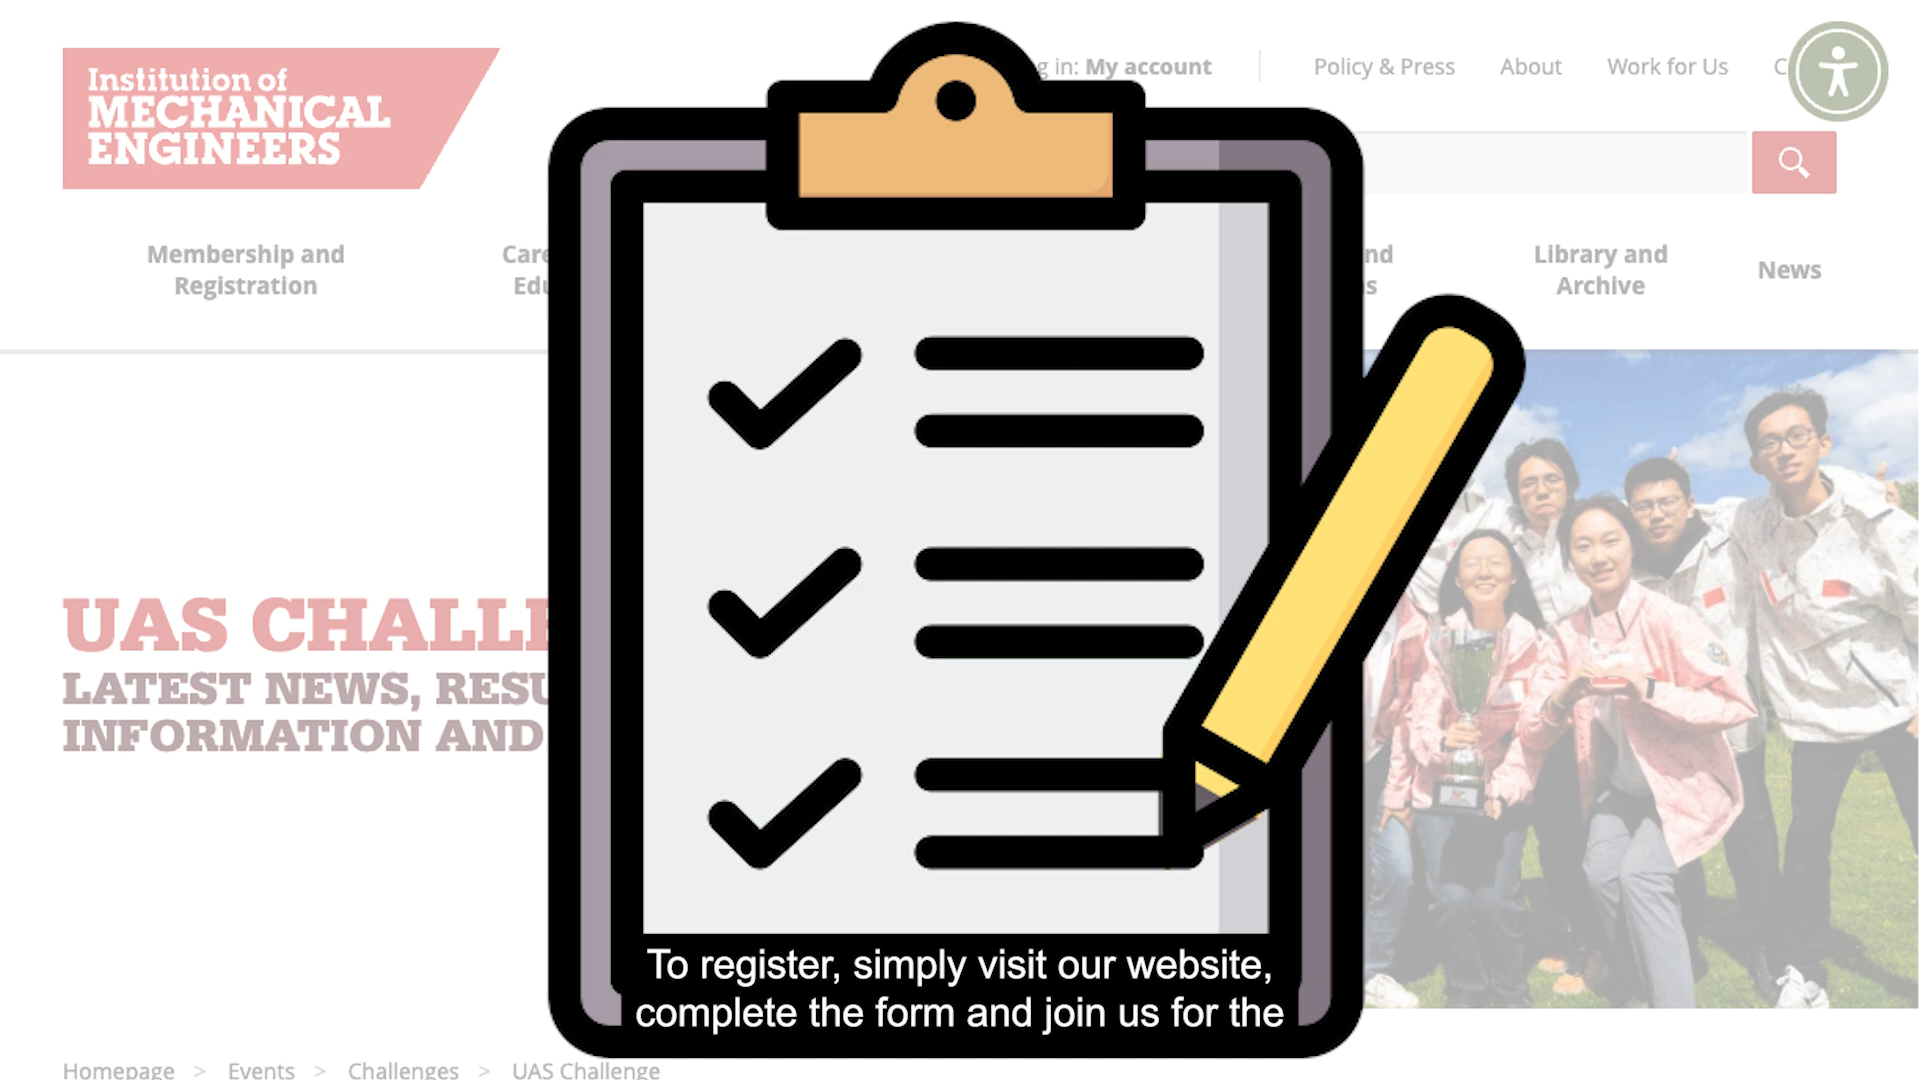 Institution of
MECHANICAL
ENGINEERS
in: My account
Policy & Press
About
Work for Us
Membership and
Registration
Library and
Archive
News
UAS
LATEST NEWS,
INFORMATION AND
To register, simply visit our website,
complete the form and join us for the
Homepage > Events > Challenges > UAS Challenge